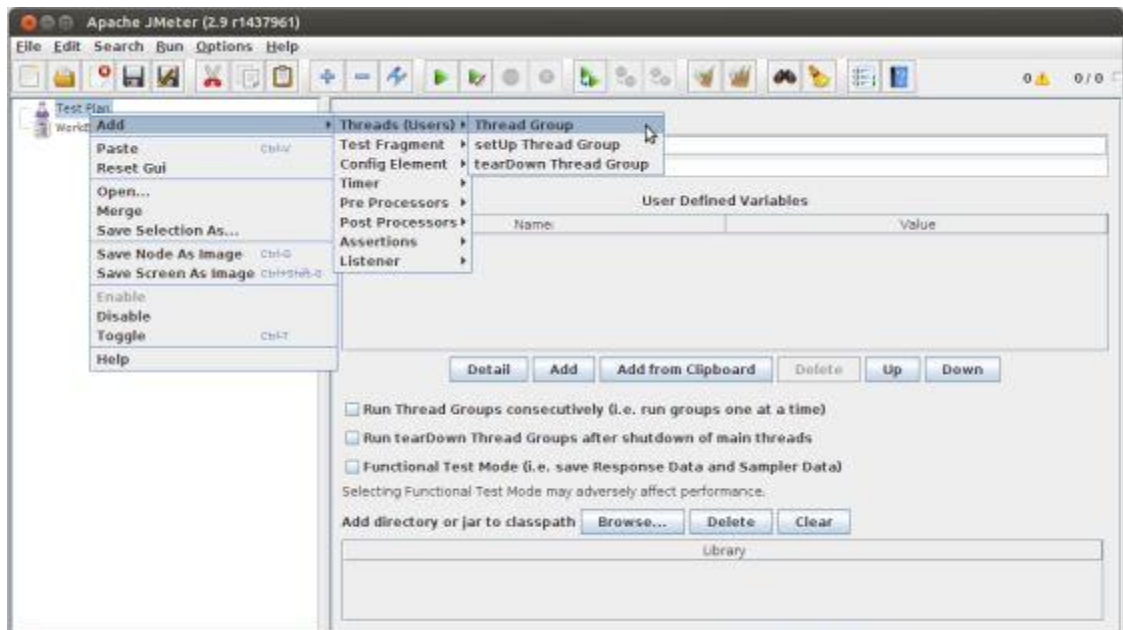 Apache JMeter (2.9 r1437961)
File Edit Search Run Options Help
0 0 / 0
Test Plan
Add
Paste Ctrl-V
Reset Gui
Open...
Merge
Save Selection As...
Save Node As Image Ctrl-G
Save Screen As Image Ctrl+Shift-G
Enable
Disable
Toggle Ctrl-T
Help
Threads (Users)
Test Fragment
Config Element
Timer
Pre Processors
Post Processors
Assertions
Listener
Thread Group
setUp Thread Group
tearDown Thread Group
User Defined Variables
Name: Value
Detail Add Add from Clipboard Delete Up Down
Run Thread Groups consecutively (i.e. run groups one at a time)
Run tearDown Thread Groups after shutdown of main threads
Functional Test Mode (i.e. save Response Data and Sampler Data)
Selecting Functional Test Mode may adversely affect performance.
Add directory or jar to classpath Browse... Delete Clear
Library